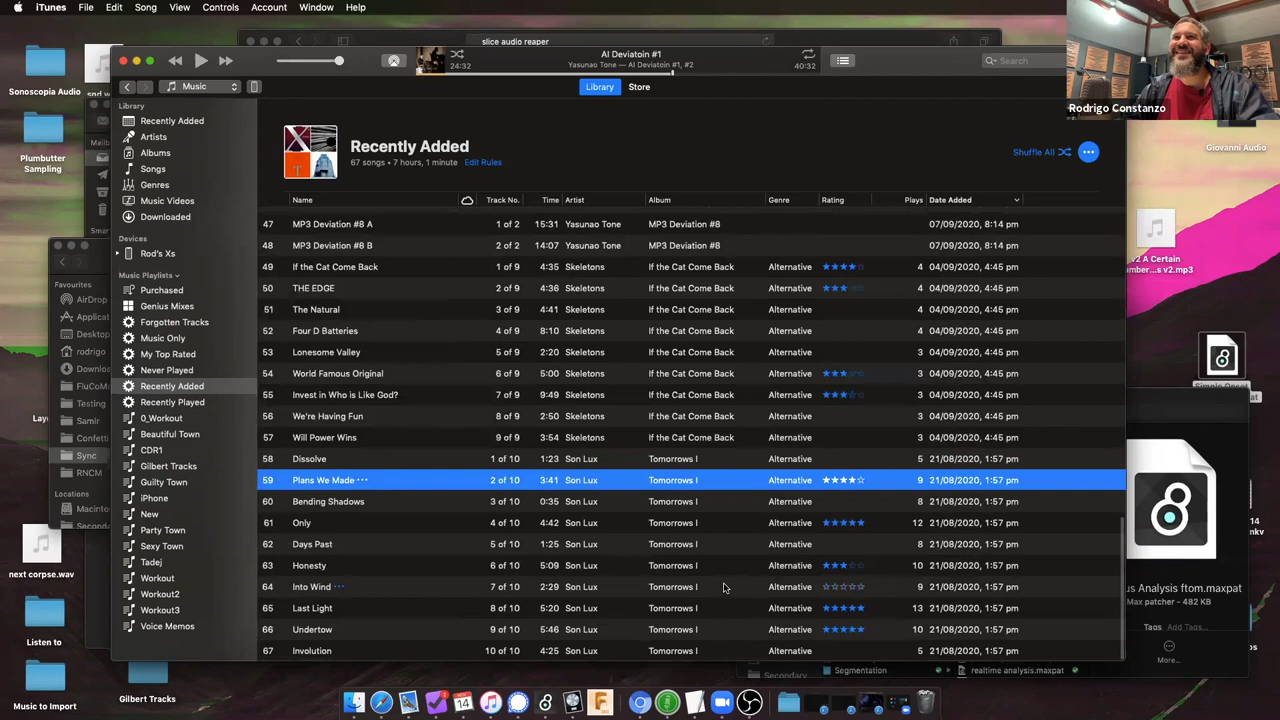 iTunes File Edit Song View Controls Account Window Help
slice audio reaper
AI Deviatoin #1
Yasunao Tone — AI Deviatoin #1, #2
24:32
40:32
Search
Music
Library Store
Rodrigo Constanzo
Sonoscopia Audio
Plumbutter
Sampling
Giovanni Audio
next corpse.wav
Listen to
Music to Import
Gilbert Tracks
Favourites
AirDrop
Desktop
rodrigo
Testing
Samlr
Confetti
Sync
RNCM
Locations
Library
Recently Added
Artists
Albums
Songs
Genres
Music Videos
Downloaded
Devices
Rod's Xs
Music Playlists
Purchased
Genius Mixes
Forgotten Tracks
Music Only
My Top Rated
Never Played
Recently Added
Recently Played
0_Workout
Beautiful Town
CDR1
Gilbert Tracks
Guilty Town
iPhone
New
Party Town
Sexy Town
Tadej
Workout
Workout2
Workout3
Voice Memos
Recently Added
67 songs • 7 hours, 1 minute Edit Rules
Shuffle All
Name Track No. Time Artist Album Genre Rating Plays Date Added
47 MP3 Deviation #8 A 1 of 2 15:31 Yasunao Tone MP3 Deviation #8 07/09/2020, 8:14 pm
48 MP3 Deviation #8 B 2 of 2 14:07 Yasunao Tone MP3 Deviation #8 07/09/2020, 8:14 pm
49 If the Cat Come Back 1 of 9 4:35 Skeletons If the Cat Come Back Alternative ★★★★☆ 4 04/09/2020, 4:45 pm
50 THE EDGE 2 of 9 4:36 Skeletons If the Cat Come Back Alternative ★★★☆☆ 4 04/09/2020, 4:45 pm
51 The Natural 3 of 9 4:41 Skeletons If the Cat Come Back Alternative 4 04/09/2020, 4:45 pm
52 Four D Batteries 4 of 9 8:10 Skeletons If the Cat Come Back Alternative 4 04/09/2020, 4:45 pm
53 Lonesome Valley 5 of 9 2:20 Skeletons If the Cat Come Back Alternative 3 04/09/2020, 4:45 pm
54 World Famous Original 6 of 9 5:00 Skeletons If the Cat Come Back Alternative ★★★☆☆ 3 04/09/2020, 4:45 pm
55 Invest in Who is Like God? 7 of 9 9:49 Skeletons If the Cat Come Back Alternative ★★★☆☆ 3 04/09/2020, 4:45 pm
56 We're Having Fun 8 of 9 2:50 Skeletons If the Cat Come Back Alternative 3 04/09/2020, 4:45 pm
57 Will Power Wins 9 of 9 3:54 Skeletons If the Cat Come Back Alternative 3 04/09/2020, 4:45 pm
58 Dissolve 1 of 10 1:23 Son Lux Tomorrows I Alternative 5 21/08/2020, 1:57 pm
59 Plans We Made ··· 2 of 10 3:41 Son Lux Tomorrows I Alternative ★★★★☆ 9 21/08/2020, 1:57 pm
60 Bending Shadows 3 of 10 0:35 Son Lux Tomorrows I Alternative 8 21/08/2020, 1:57 pm
61 Only 4 of 10 4:42 Son Lux Tomorrows I Alternative ★★★★★ 12 21/08/2020, 1:57 pm
62 Days Past 5 of 10 1:25 Son Lux Tomorrows I Alternative 8 21/08/2020, 1:57 pm
63 Honesty 6 of 10 5:09 Son Lux Tomorrows I Alternative ★★★☆☆ 10 21/08/2020, 1:57 pm
64 Into Wind ··· 7 of 10 2:29 Son Lux Tomorrows I Alternative ☆☆☆☆☆ 9 21/08/2020, 1:57 pm
65 Last Light 8 of 10 5:20 Son Lux Tomorrows I Alternative ★★★★★ 13 21/08/2020, 1:57 pm
66 Undertow 9 of 10 5:46 Son Lux Tomorrows I Alternative ★★★★★ 10 21/08/2020, 1:57 pm
67 Involution 10 of 10 4:25 Son Lux Tomorrows I Alternative 5 21/08/2020, 1:57 pm
v2 A Certain
umber...s v2.mp3
us Analysis ftom.maxpat
Max patcher - 482 KB
Tags Add Tags...
More...
Secondary
Segmentation
realtime analysis.maxpat
14